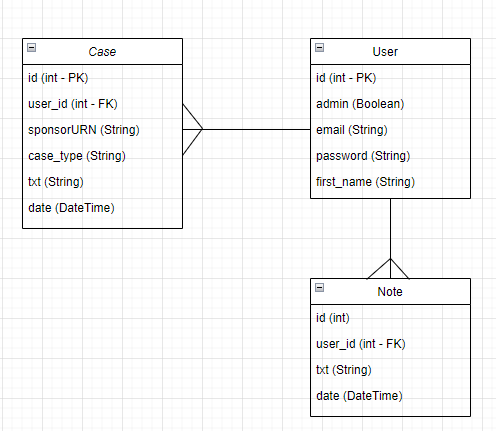 Case
id (int - PK)
user_id (int - FK)
sponsorURN (String)
case_type (String)
txt (String)
date (DateTime)
User
id (int - PK)
admin (Boolean)
email (String)
password (String)
first_name (String)
Note
id (int)
user_id (int - FK)
txt (String)
date (DateTime)